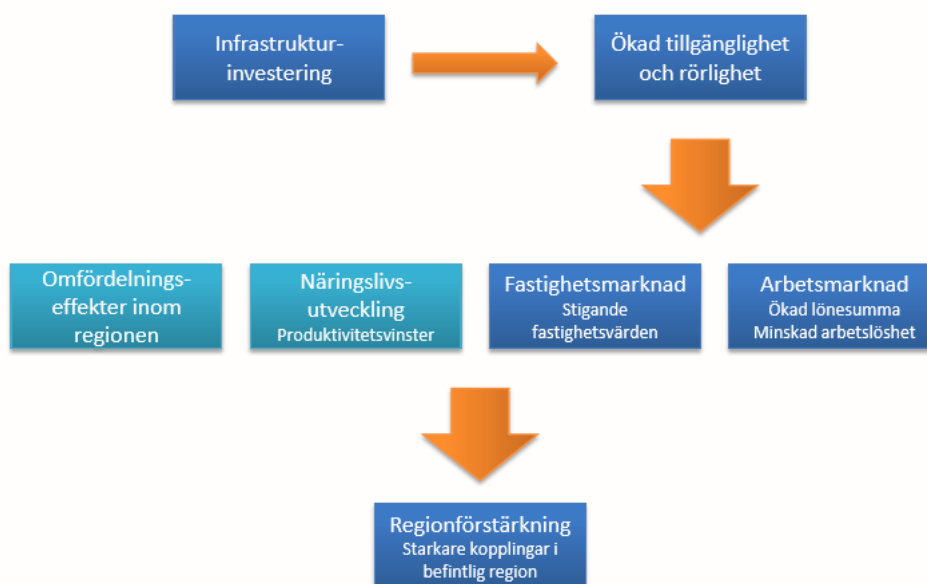 Infrastruktur-
investering
Ökad tillgänglighet
och rörlighet
Omfördelnings-
effekter inom
regionen
Näringslivs-
utveckling
Produktivitetsvinster
Fastighetsmarknad
Stigande
fastighetsvärden
Arbetsmarknad
Ökad lönesumma
Minskad arbetslöshet
Regionförstärkning
Starkare kopplingar i
befintlig region